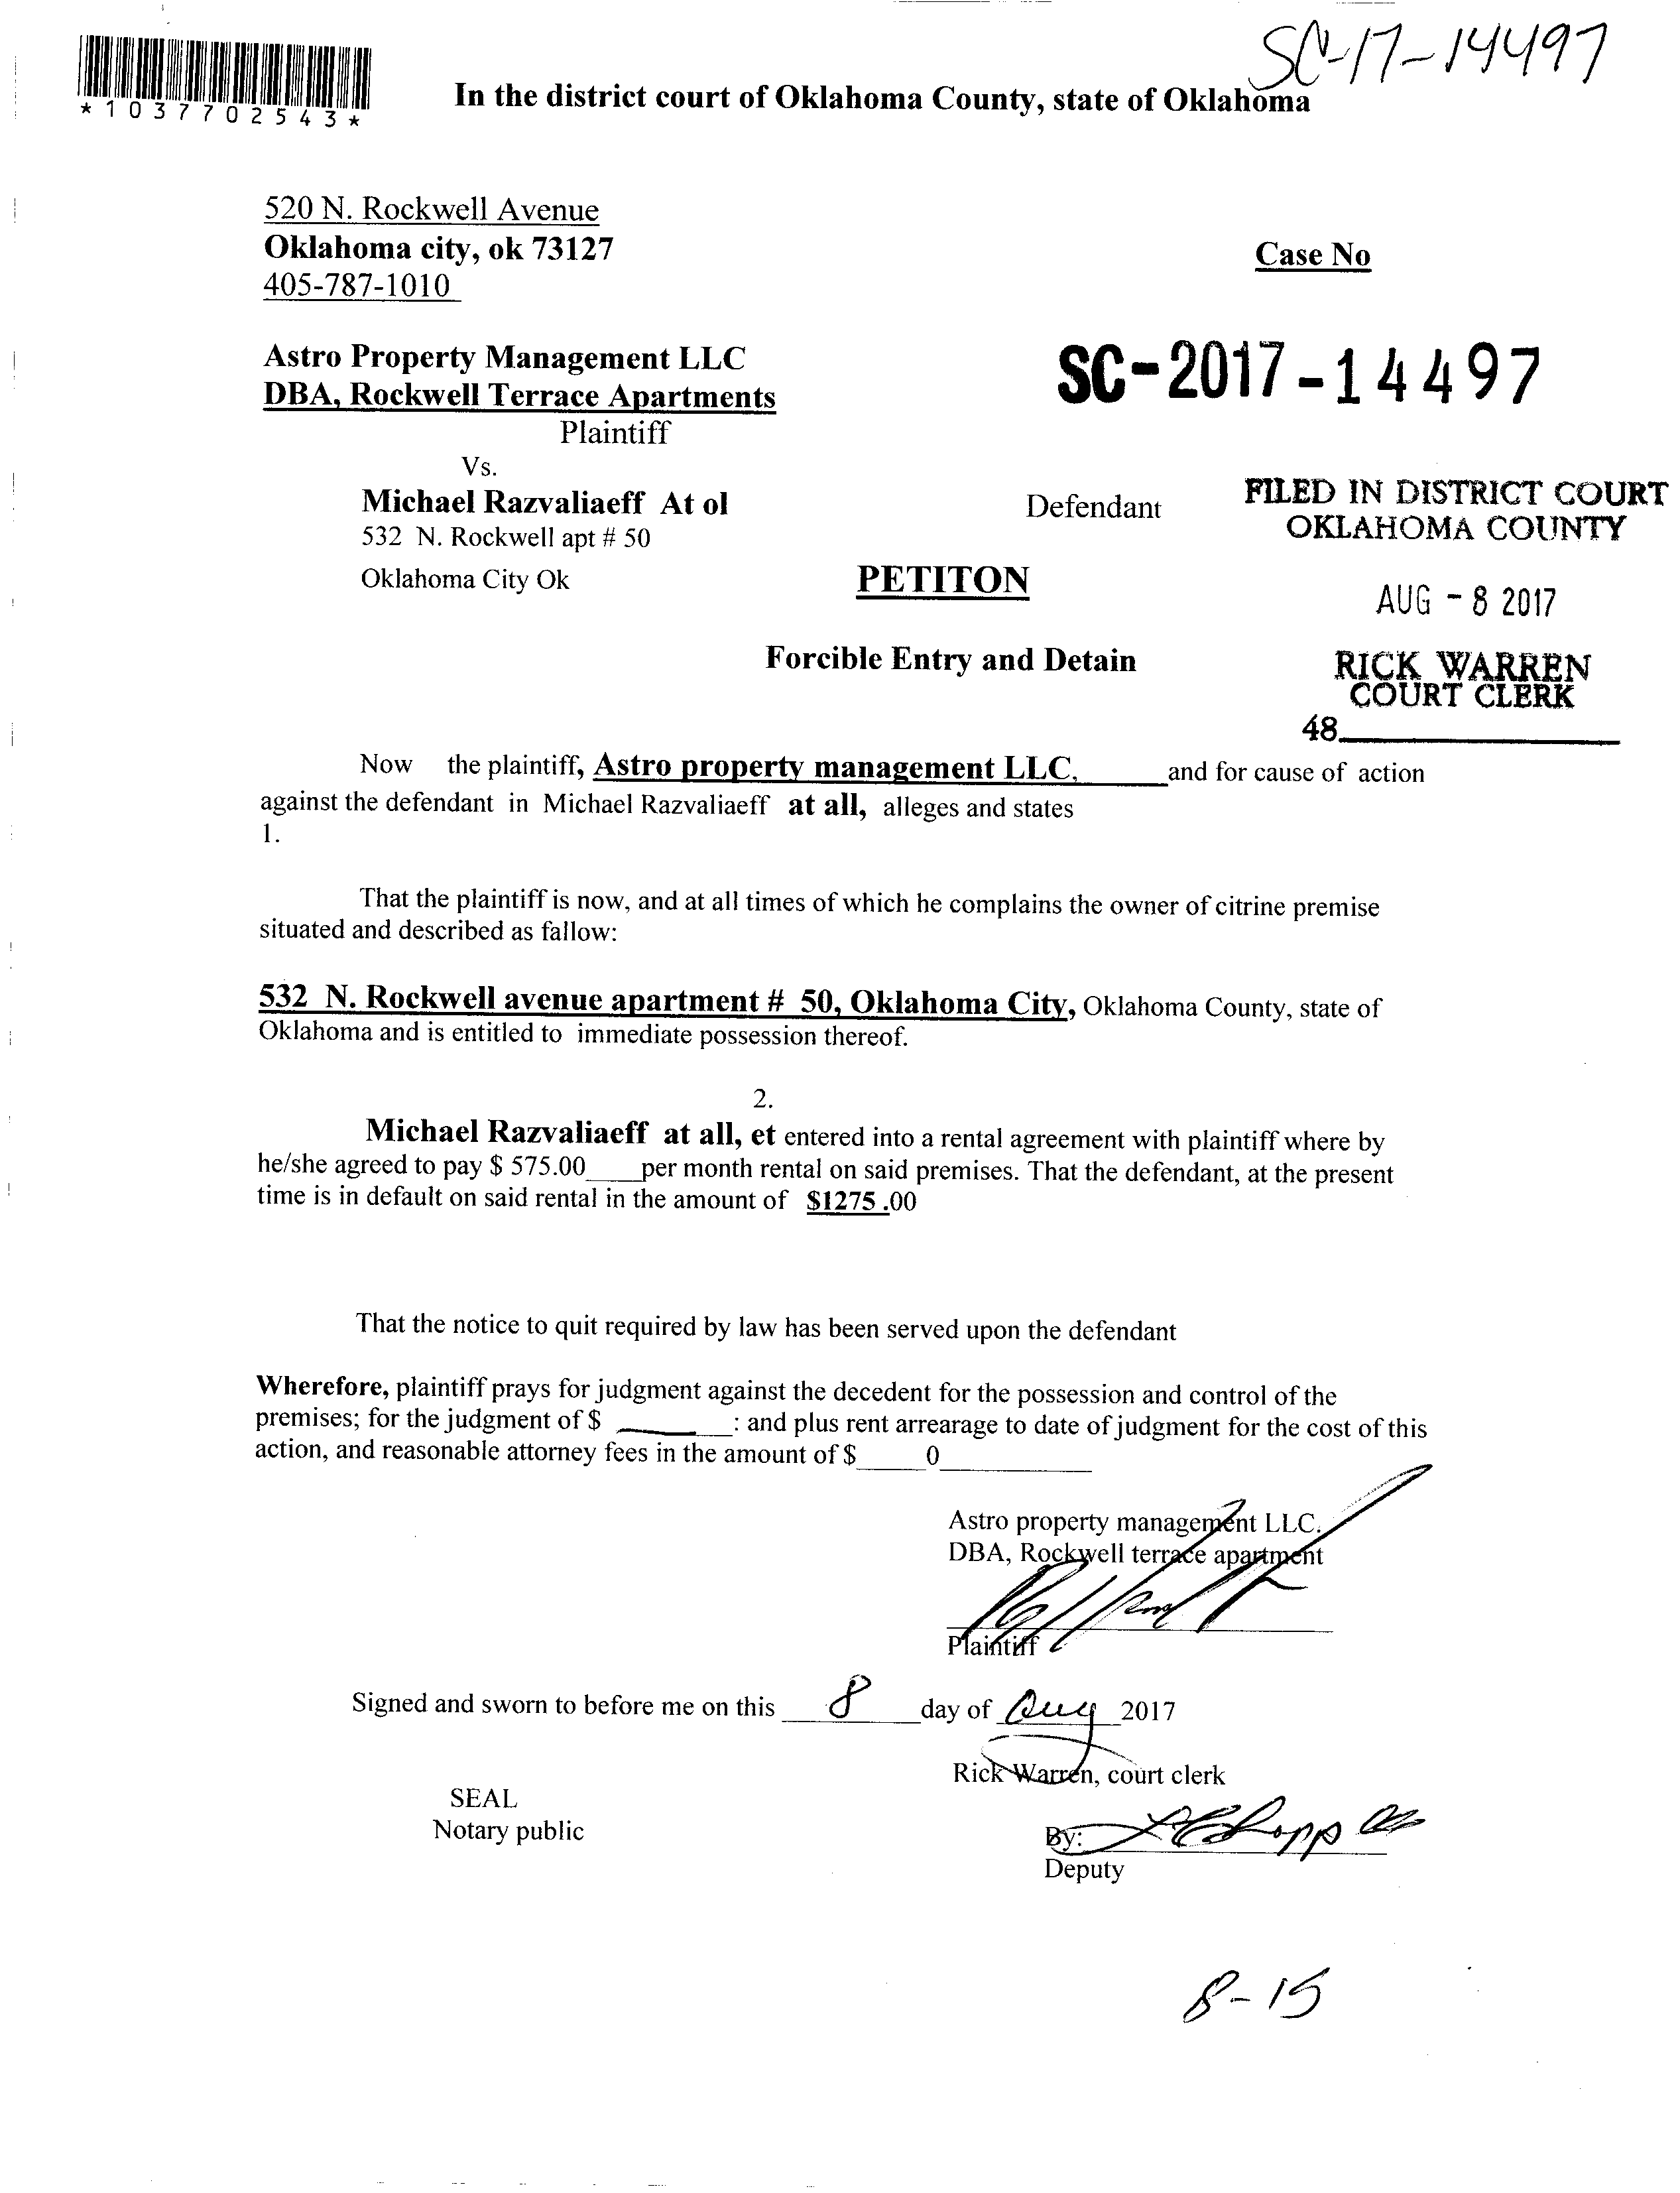 SC-17-14497
*1037702543*
In the district court of Oklahoma County, state of Oklahoma
520 N. Rockwell Avenue
Oklahoma city, ok 73127
405-787-1010
Case No
Astro Property Management LLC
DBA, Rockwell Terrace Apartments
SC-2017-14497
Plaintiff
Vs.
Michael Razvaliaeff At ol
Defendant
532 N. Rockwell apt # 50
Oklahoma City Ok
FILED IN DISTRICT COURT
OKLAHOMA COUNTY
PETITON
AUG - 8 2017
Forcible Entry and Detain
RICK WARREN
COURT CLERK
48
Now the plaintiff, Astro property management LLC, and for cause of action
against the defendant in Michael Razvaliaeff at all, alleges and states
1.
That the plaintiff is now, and at all times of which he complains the owner of citrine premise
situated and described as fallow:
532 N. Rockwell avenue apartment # 50, Oklahoma City, Oklahoma County, state of
Oklahoma and is entitled to immediate possession thereof.
2.
Michael Razvaliaeff at all, et entered into a rental agreement with plaintiff where by
he/she agreed to pay $ 575.00____per month rental on said premises. That the defendant, at the present
time is in default on said rental in the amount of $1275 .00
That the notice to quit required by law has been served upon the defendant
Wherefore, plaintiff prays for judgment against the decedent for the possession and control of the
premises; for the judgment of $ ________: and plus rent arrearage to date of judgment for the cost of this
action, and reasonable attorney fees in the amount of $_____0___________
Astro property management LLC.
DBA, Rockwell terrace apartment
Plaintiff
Signed and sworn to before me on this 8 day of Aug 2017
Rick Warren, court clerk
SEAL
Notary public
By:
Deputy
8-15